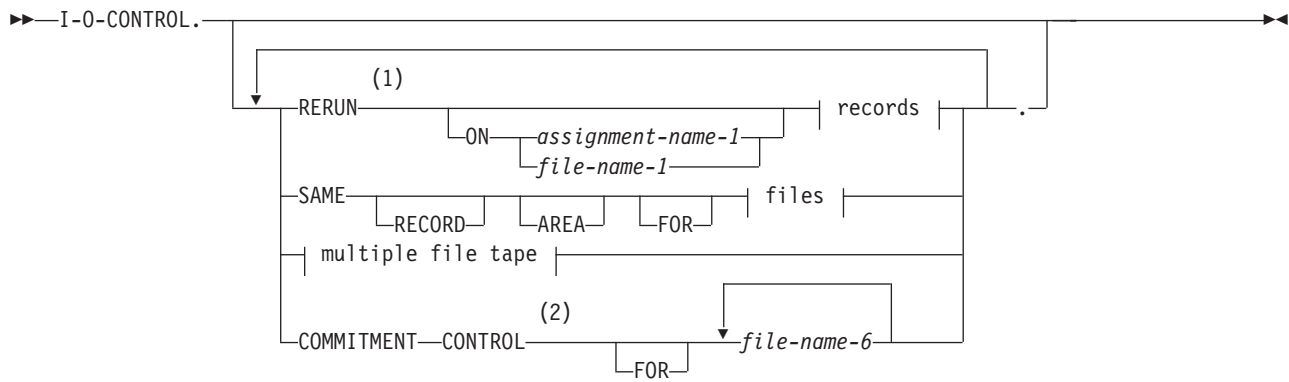 I-O-CONTROL.
(1)
RERUN records .
ON assignment-name-1
file-name-1
SAME files
RECORD AREA FOR
multiple file tape
(2)
COMMITMENT CONTROL file-name-6
FOR